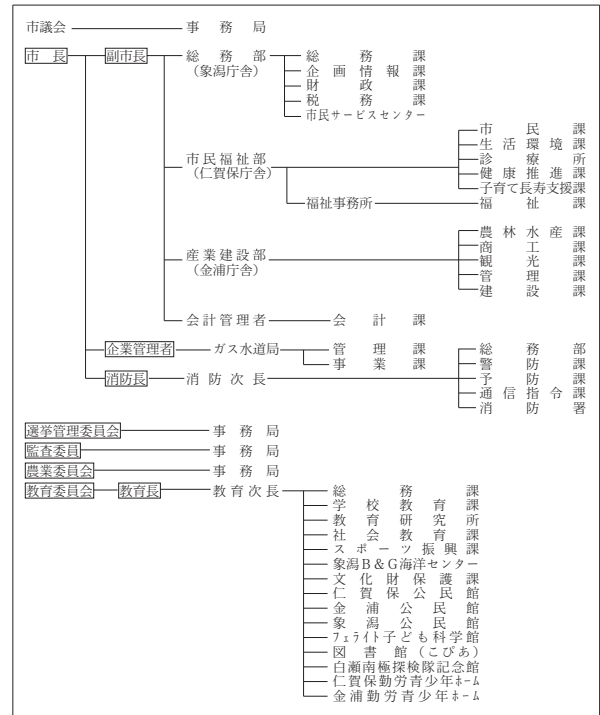 市議会 事務局
市長 副市長 総務部 総務課
(象潟庁舎) 企画情報課
財政課
税務課
市民サービスセンター
市民課
市民福祉部 生活環境課
(仁賀保庁舎) 診療所
健康推進課
子育て長寿支援課
福祉事務所 福祉課
農林水産課
産業建設部 商工課
(金浦庁舎) 観光課
管理課
建設課
会計管理者 会計課
企業管理者 ガス水道局 管理課 総務部
事業課 警防課
消防長 消防次長 予防課
通信指令課
消防署
選挙管理委員会 事務局
監査委員 事務局
農業委員会 事務局
教育委員会 教育長 教育次長 総務課
学校教育課
教育研究所
社会教育課
スポーツ振興課
象潟B&G海洋センター
文化財保護課
仁賀保公民館
金浦公民館
象潟公民館
フェライト子ども科学館
図書館(こぴあ)
白瀬南極探検隊記念館
仁賀保勤労青少年ホーム
金浦勤労青少年ホーム